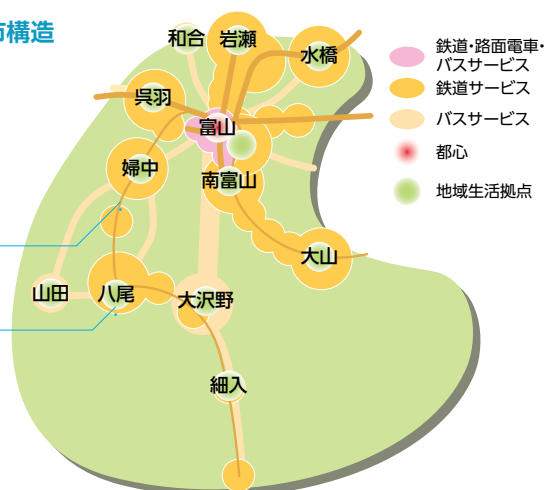 市構造
和合
岩瀬
水橋
呉羽
富山
婦中
南富山
大山
山田
八尾
大沢野
細入
鉄道・路面電車・
バスサービス
鉄道サービス
バスサービス
都心
地域生活拠点